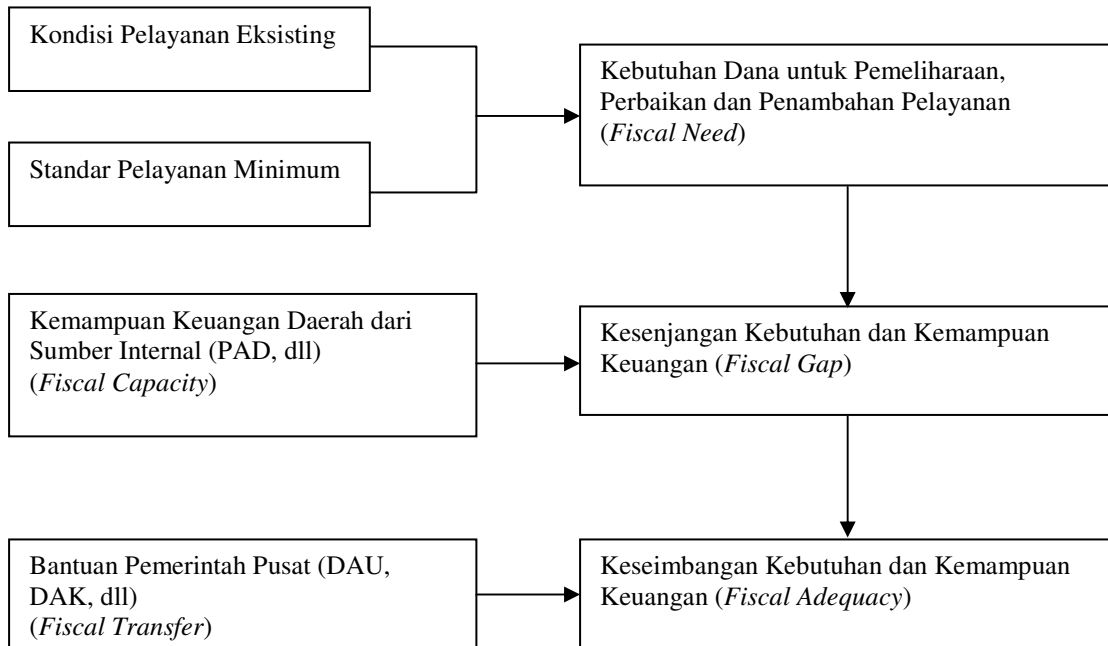 Kondisi Pelayanan Eksisting
Kebutuhan Dana untuk Pemeliharaan,
Perbaikan dan Penambahan Pelayanan
(Fiscal Need)
Standar Pelayanan Minimum
Kemampuan Keuangan Daerah dari
Sumber Internal (PAD, dll)
(Fiscal Capacity)
Kesenjangan Kebutuhan dan Kemampuan
Keuangan (Fiscal Gap)
Bantuan Pemerintah Pusat (DAU,
DAK, dll)
(Fiscal Transfer)
Keseimbangan Kebutuhan dan Kemampuan
Keuangan (Fiscal Adequacy)